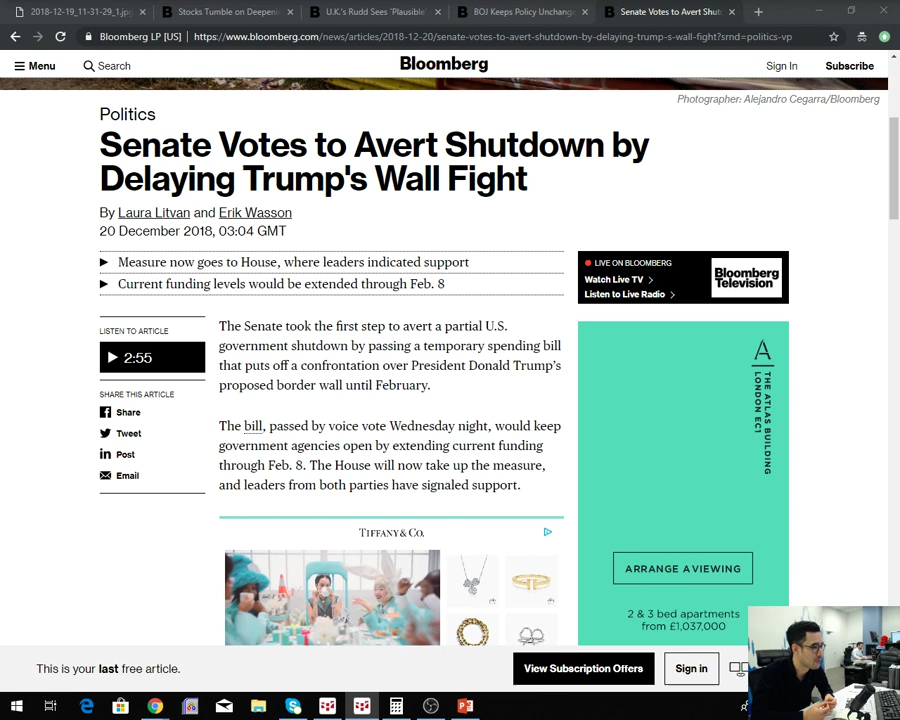 2018-12-19_11-31-29_1.jpg
Stocks Tumble on Deepeni
U.K.'s Rudd Sees 'Plausible'
BOJ Keeps Policy Unchang
Senate Votes to Avert Shut
Bloomberg LP [US]
https://www.bloomberg.com/news/articles/2018-12-20/senate-votes-to-avert-shutdown-by-delaying-trump-s-wall-fight?srnd=politics-vp
Menu
Search
Bloomberg
Sign In
Subscribe
Photographer: Alejandro Cegarra/Bloomberg
Politics
Senate Votes to Avert Shutdown by
Delaying Trump's Wall Fight
By Laura Litvan and Erik Wasson
20 December 2018, 03:04 GMT
Measure now goes to House, where leaders indicated support
Current funding levels would be extended through Feb. 8
LISTEN TO ARTICLE
2:55
SHARE THIS ARTICLE
Share
Tweet
Post
Email
The Senate took the first step to avert a partial U.S.
government shutdown by passing a temporary spending bill
that puts off a confrontation over President Donald Trump's
proposed border wall until February.
The bill, passed by voice vote Wednesday night, would keep
government agencies open by extending current funding
through Feb. 8. The House will now take up the measure,
and leaders from both parties have signaled support.
TIFFANY & CO.
LIVE ON BLOOMBERG
Watch Live TV
Listen to Live Radio
Bloomberg
Television
THE ATLAS BUILDING
LONDON EC1
ARRANGE A VIEWING
2 & 3 bed apartments
from £1,037,000
This is your last free article.
View Subscription Offers
Sign in